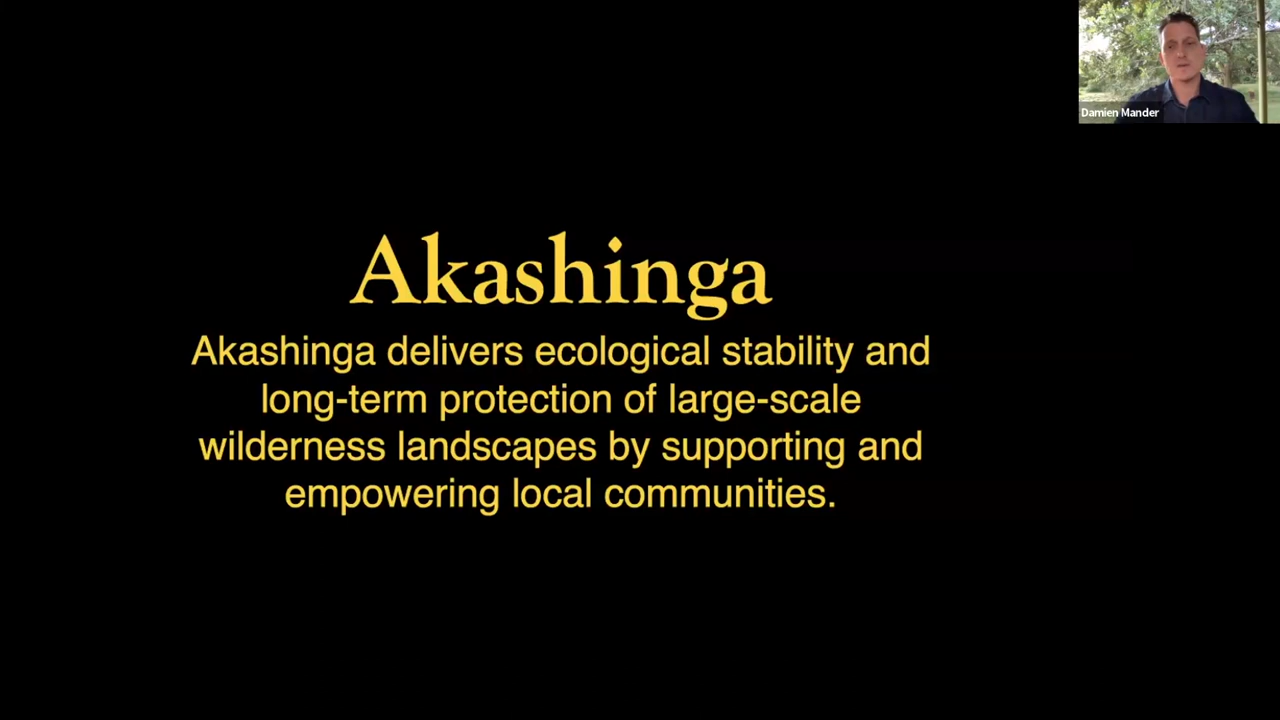 Damien Mander
Akashinga
Akashinga delivers ecological stability and
long-term protection of large-scale
wilderness landscapes by supporting and
empowering local communities.